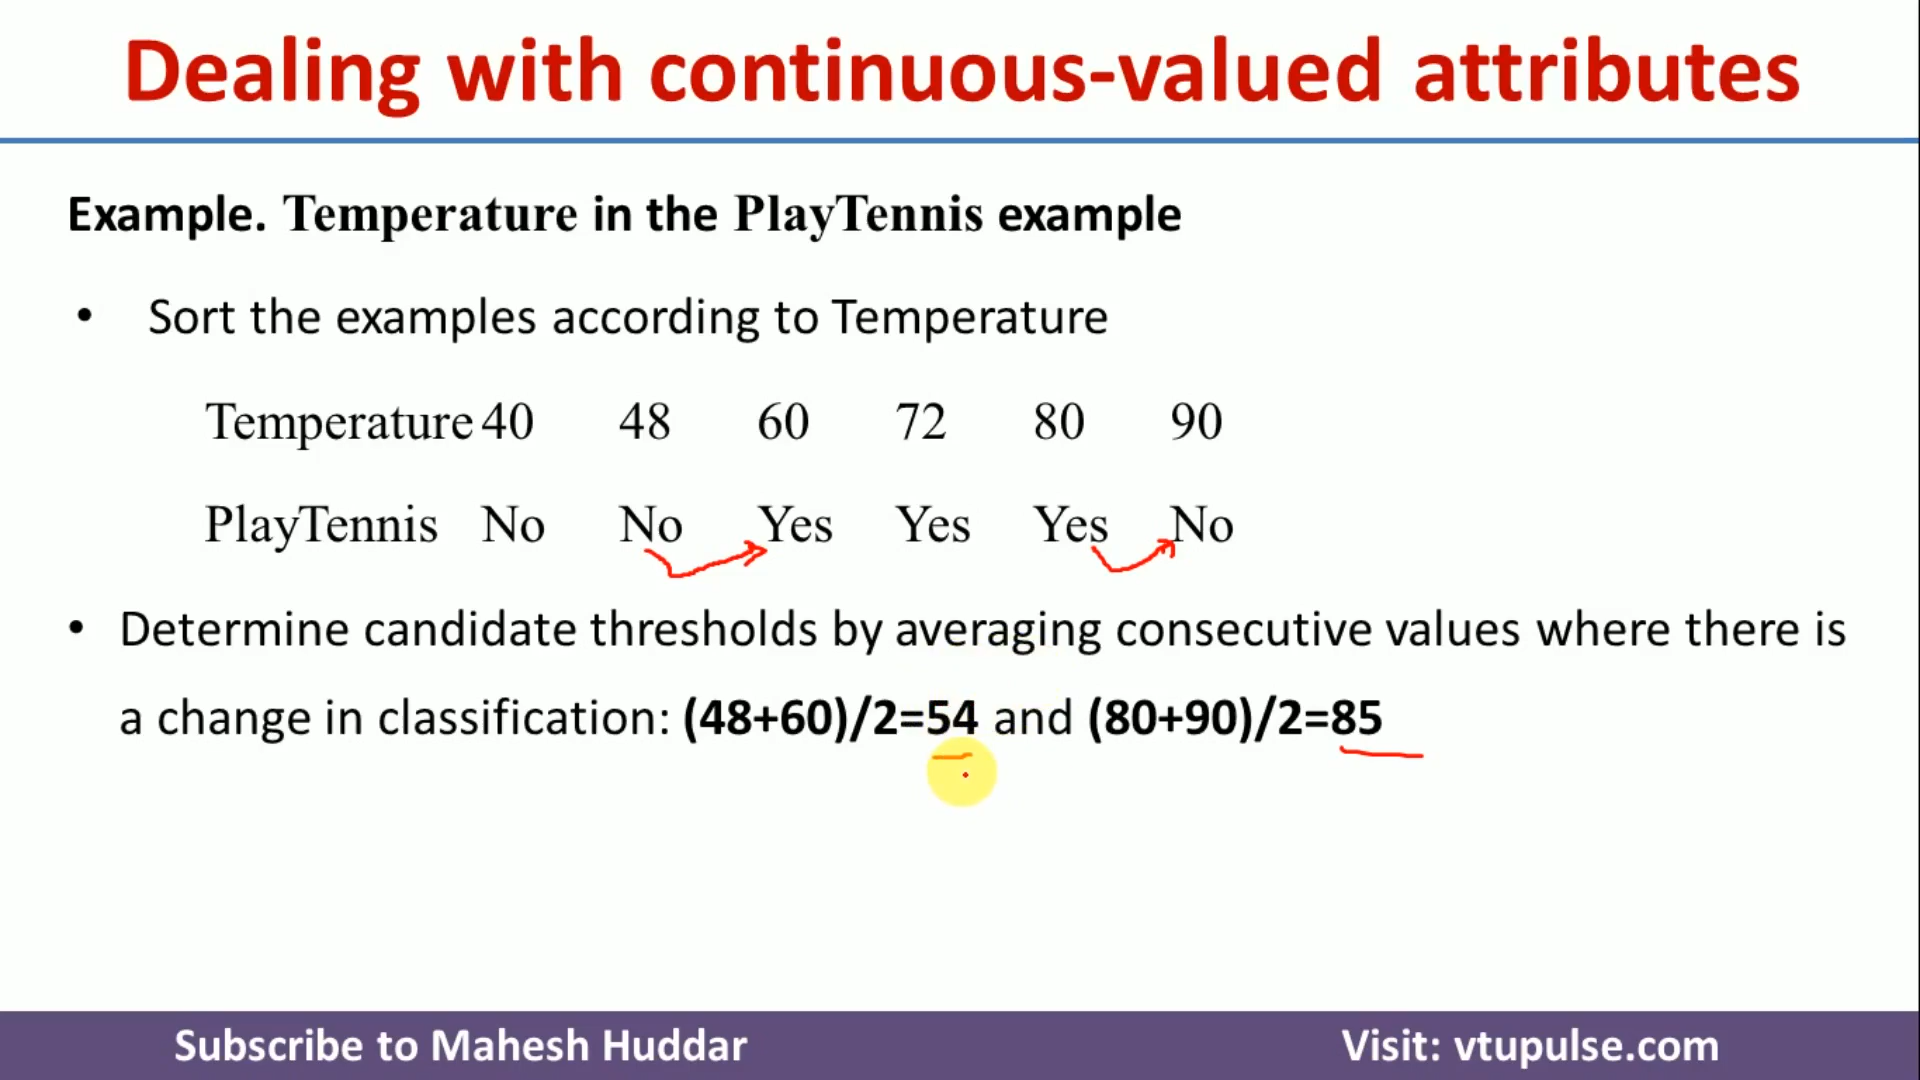 Dealing with continuous-valued attributes
Example. Temperature in the PlayTennis example
• Sort the examples according to Temperature
Temperature 40 48 60 72 80 90
PlayTennis No No Yes Yes Yes No
• Determine candidate thresholds by averaging consecutive values where there is
a change in classification: (48+60)/2=54 and (80+90)/2=85
Subscribe to Mahesh Huddar Visit: vtupulse.com